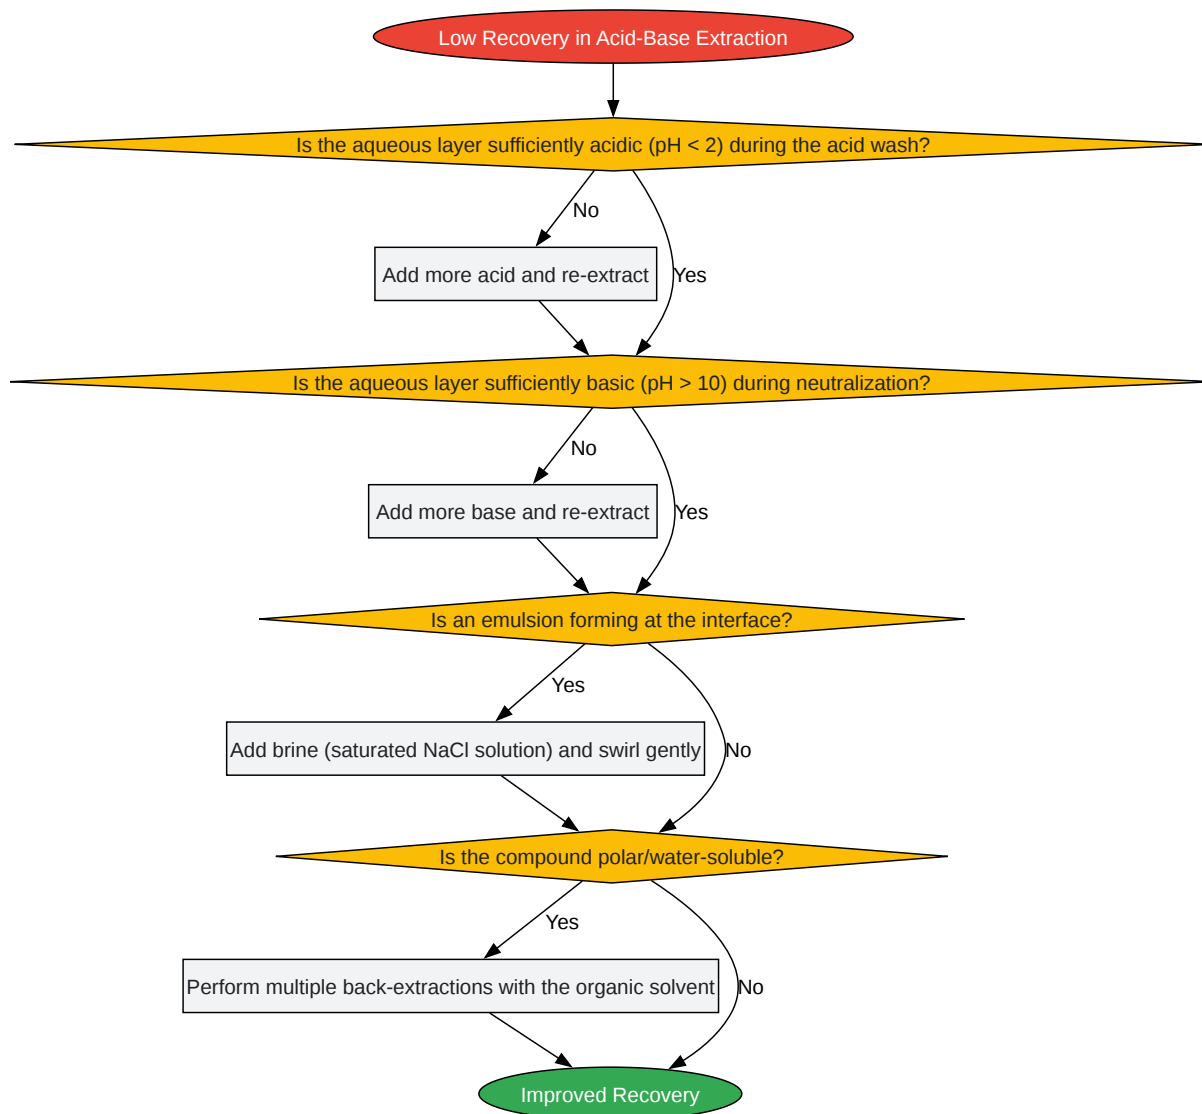 Low Recovery in Acid-Base Extraction
Is the aqueous layer sufficiently acidic (pH < 2) during the acid wash?
No
Add more acid and re-extract
Yes
Is the aqueous layer sufficiently basic (pH > 10) during neutralization?
No
Add more base and re-extract
Yes
Is an emulsion forming at the interface?
Yes
Add brine (saturated NaCl solution) and swirl gently
No
Is the compound polar/water-soluble?
Yes
Perform multiple back-extractions with the organic solvent
No
Improved Recovery